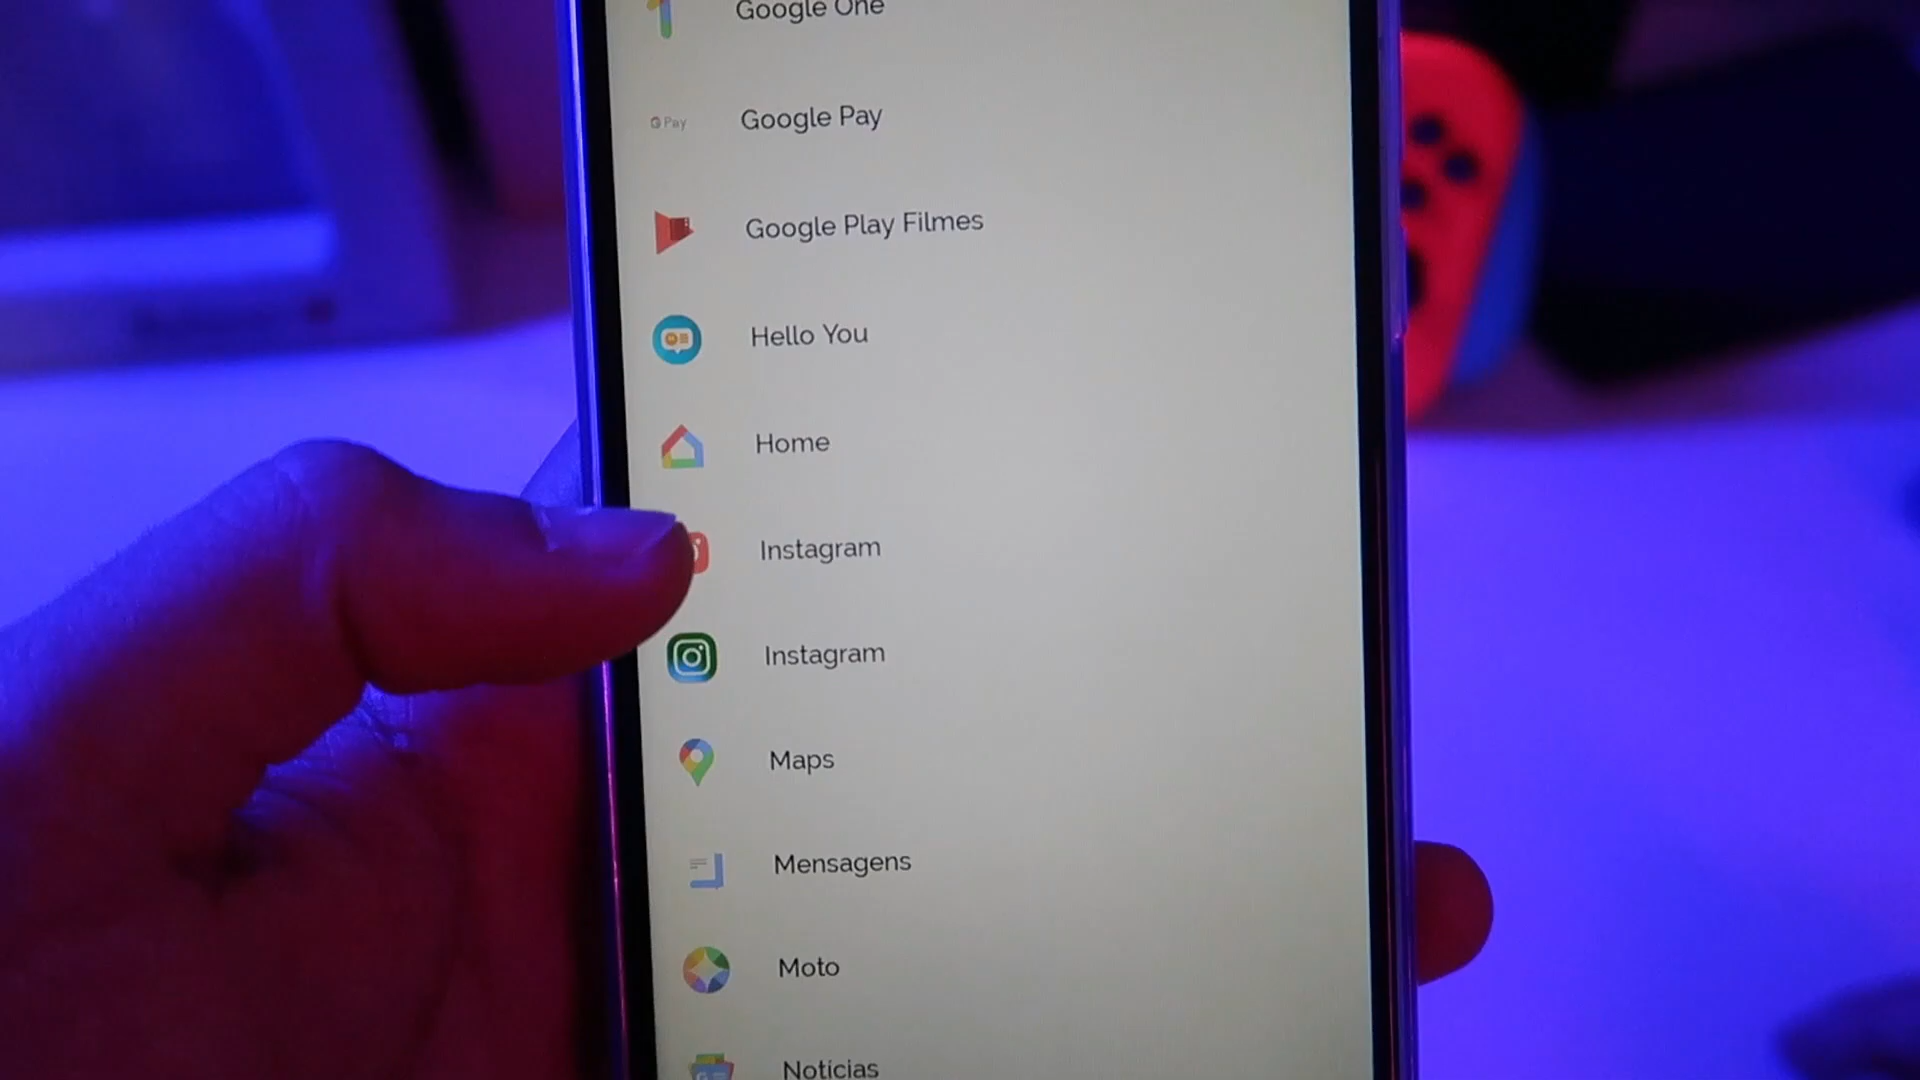 Google One
G Pay
Google Pay
Google Play Filmes
Hello You
Home
Instagram
Instagram
Maps
Mensagens
Moto
Notícias